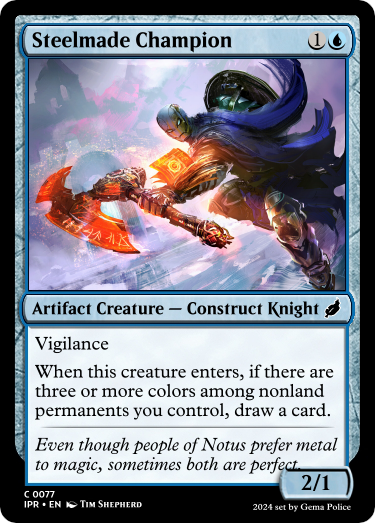 Steelmade Champion 1
Artifact Creature — Construct Knight
Vigilance
When this creature enters, if there are
three or more colors among nonland
permanents you control, draw a card.
Even though people of Notus prefer metal
to magic, sometimes both are perfect.
2/1
C 0077
IPR • EN Tim Shepherd
2024 set by Gema Police